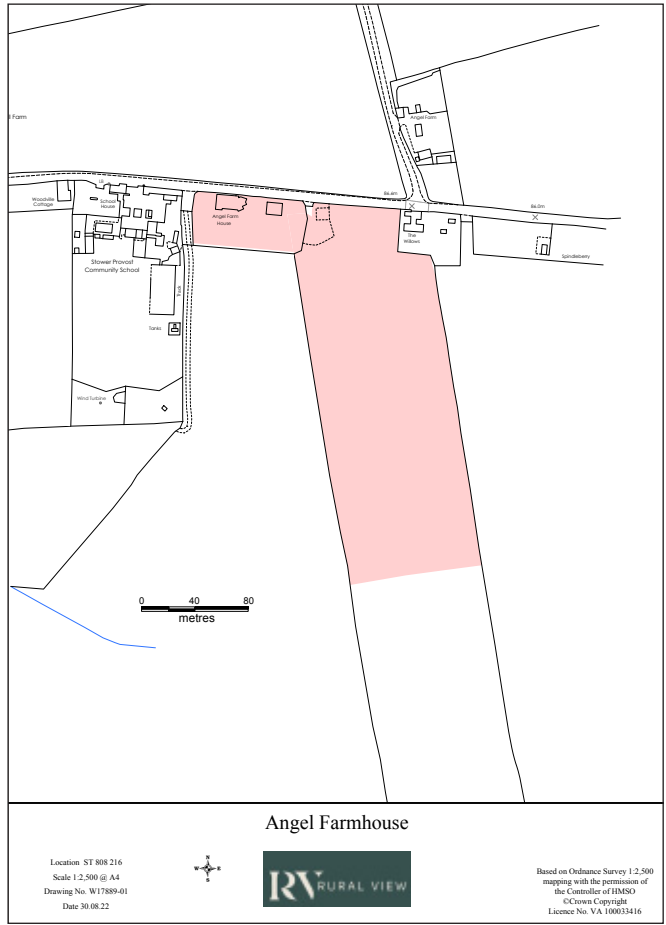 l Farm
Angel Farm
86.6m
86.0m
LB
Woodville
Cottage
School
House
Angel Farm
House
The
Willows
Spindleberry
Stower Provost
Community School
Track
Tanks
Wind Turbine
0 40 80
metres
Angel Farmhouse
Location ST 808 216
Scale 1:2,500 @ A4
Drawing No. W17889-01
Date 30.08.22
N
W E
S
RV RURAL VIEW
Based on Ordnance Survey 1:2,500
mapping with the permission of
the Controller of HMSO
©Crown Copyright
Licence No. VA 100033416